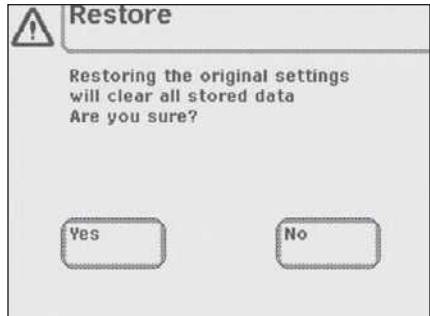 Restore
Restoring the original settings
will clear all stored data
Are you sure?
Yes
No